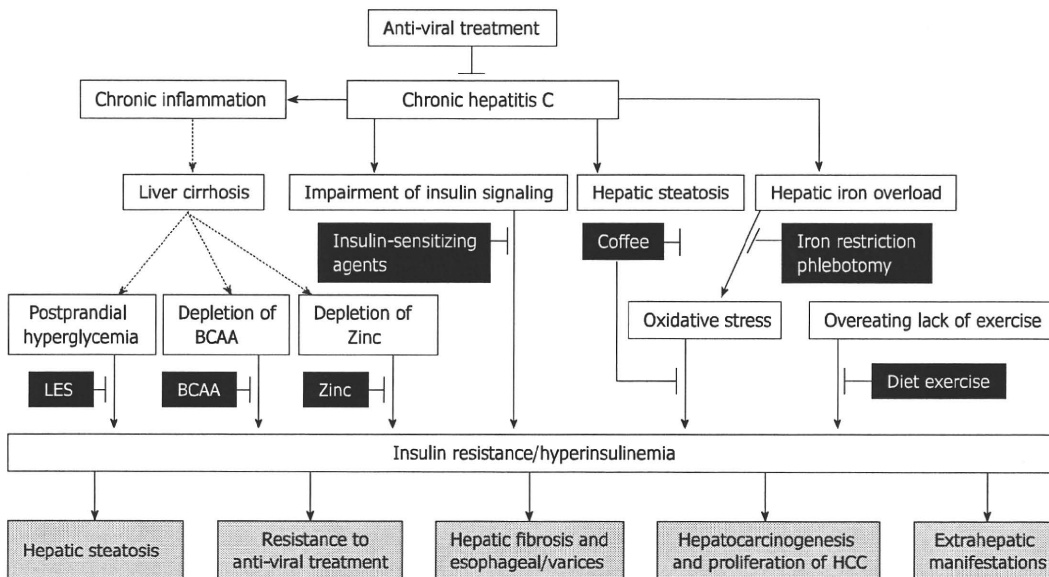 Anti-viral treatment
Chronic inflammation
Chronic hepatitis C
Liver cirrhosis
Impairment of insulin signaling
Hepatic steatosis
Hepatic iron overload
Insulin-sensitizing
agents
Coffee
Iron restriction
phlebotomy
Postprandial
hyperglycemia
Depletion of
BCAA
Depletion of
Zinc
Oxidative stress
Overeating lack of exercise
LES
BCAA
Zinc
Diet exercise
Insulin resistance/hyperinsulinemia
Hepatic steatosis
Resistance to
anti-viral treatment
Hepatic fibrosis and
esophageal/varices
Hepatocarcinogenesis
and proliferation of HCC
Extrahepatic
manifestations